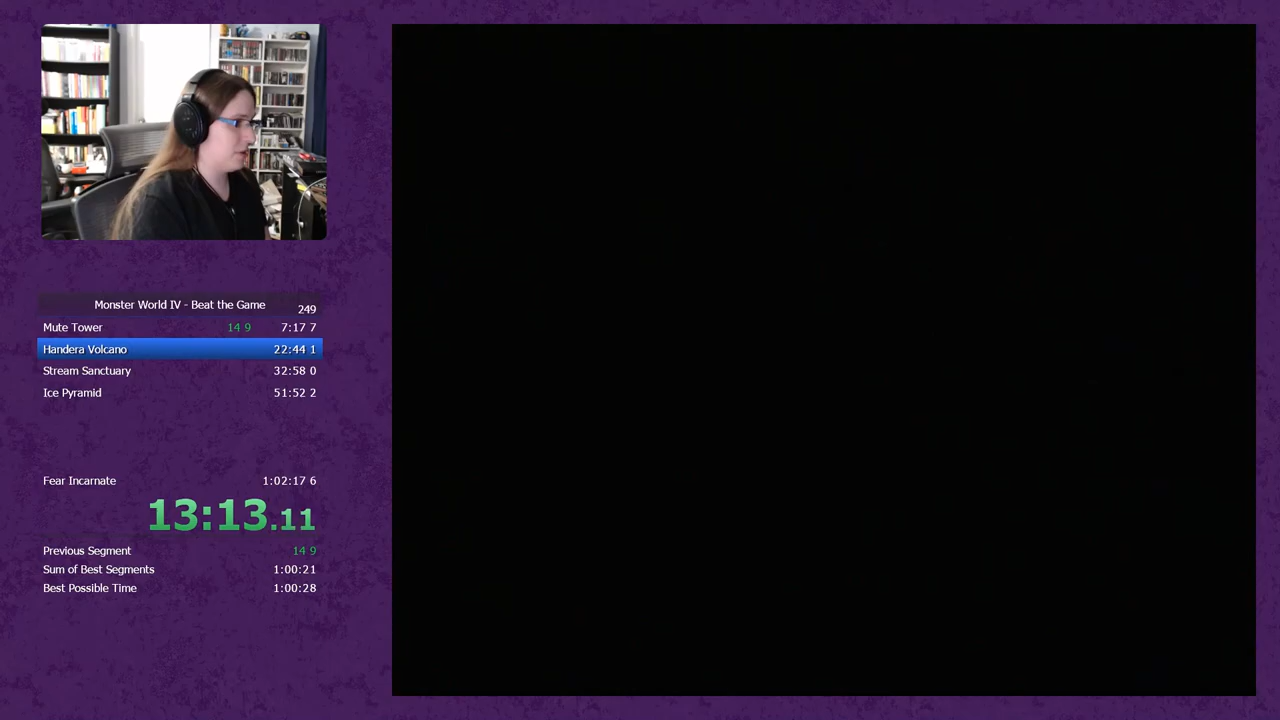 Monster World IV - Beat the Game
249
Mute Tower 14 9 7:17 7
Handera Volcano 22:44 1
Stream Sanctuary 32:58 0
Ice Pyramid 51:52 2
Fear Incarnate 1:02:17 6
13:13.11
Previous Segment 14 9
Sum of Best Segments 1:00:21
Best Possible Time 1:00:28